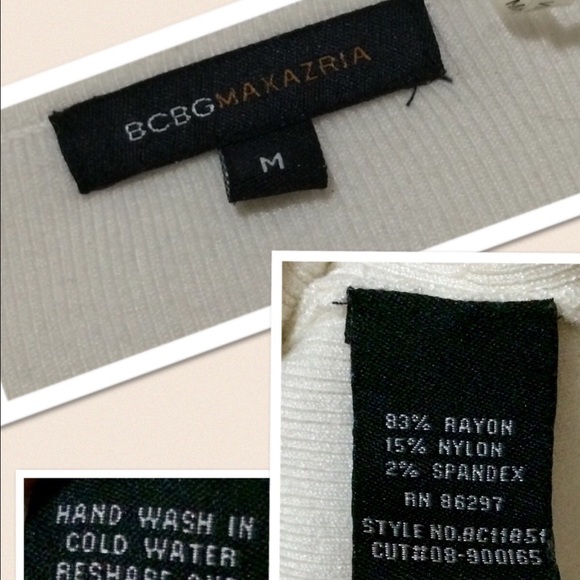 BCBGMAXAZRIA
M
83% RAYON
15% NYLON
2% SPANDEX
RN 86297
STYLE NO.
CUT#08-900165
HAND WASH IN
COLD WATER
RESHAPE